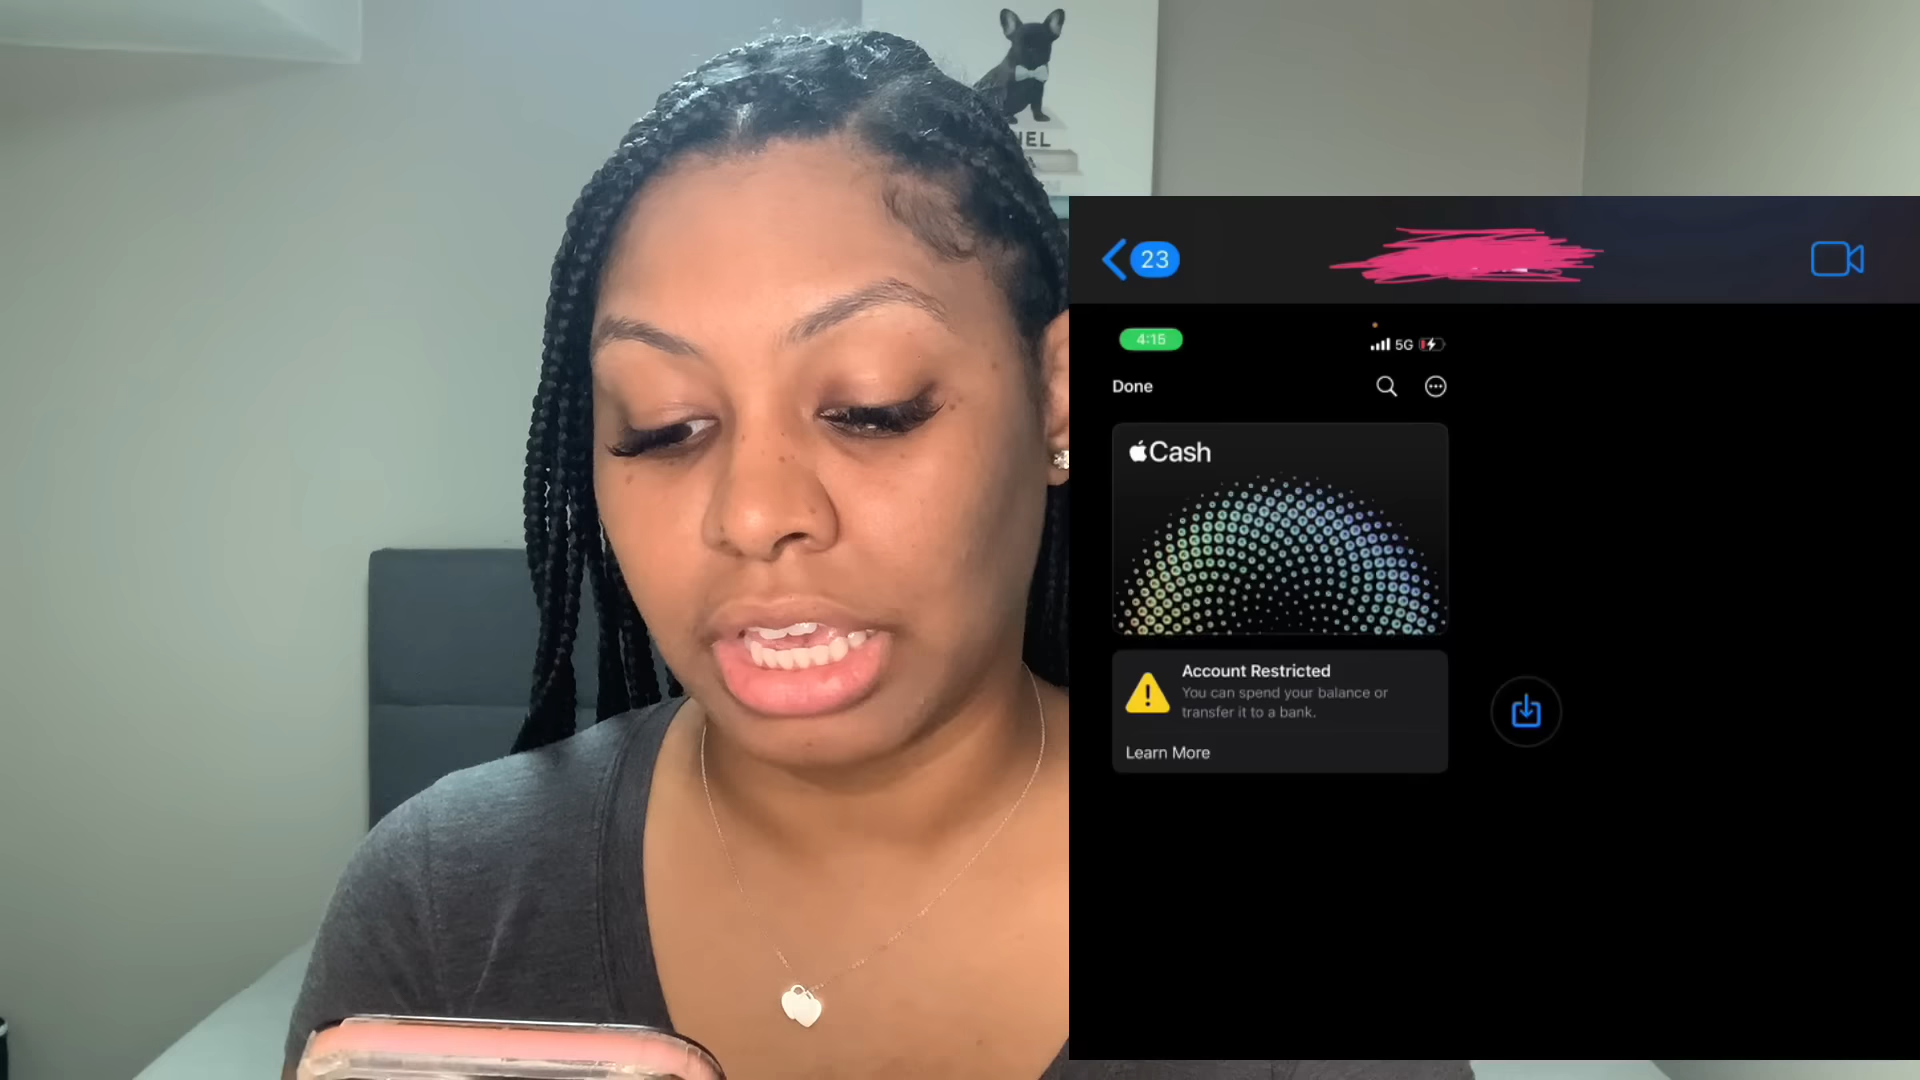 NEL
23
4:15
5G
Done
Cash
Account Restricted
You can spend your balance or
transfer it to a bank.
Learn More